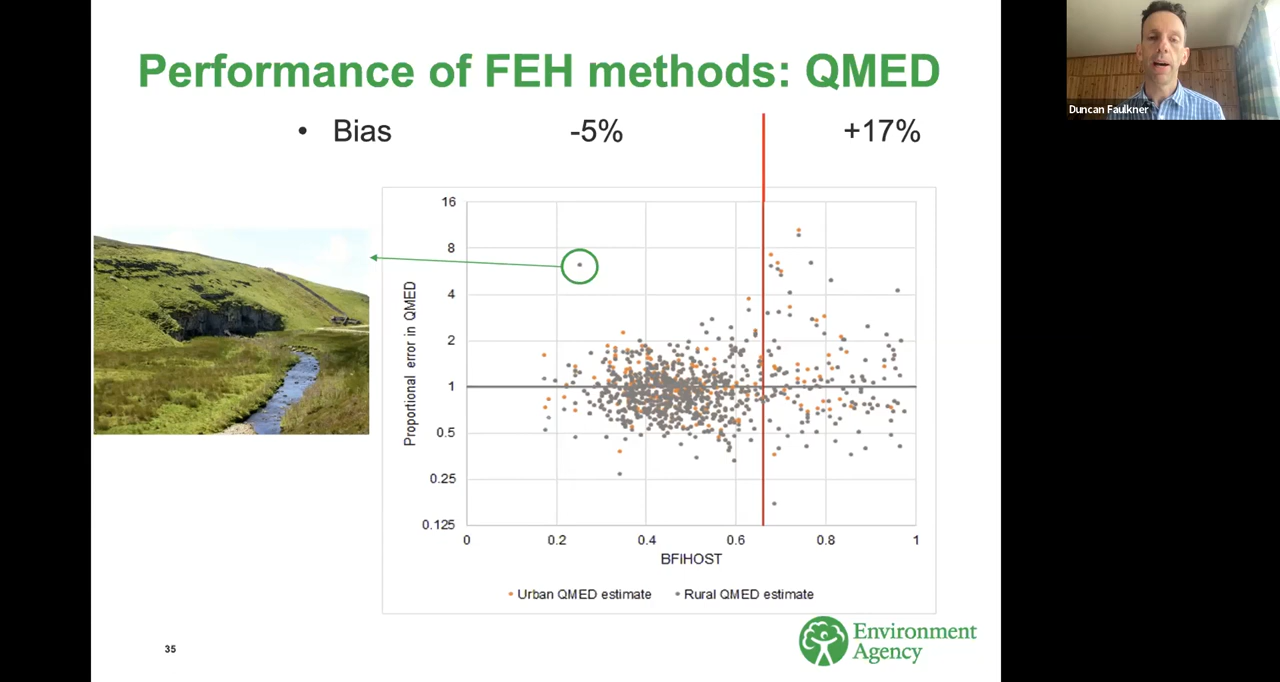 Performance of FEH methods: QMED
• Bias -5% +17%
Duncan Faulkner
16
8
4
2
1
0.5
0.25
0.125
Proportional error in QMED
0 0.2 0.4 0.6 0.8 1
BFIHOST
Urban QMED estimate Rural QMED estimate
35
Environment
Agency